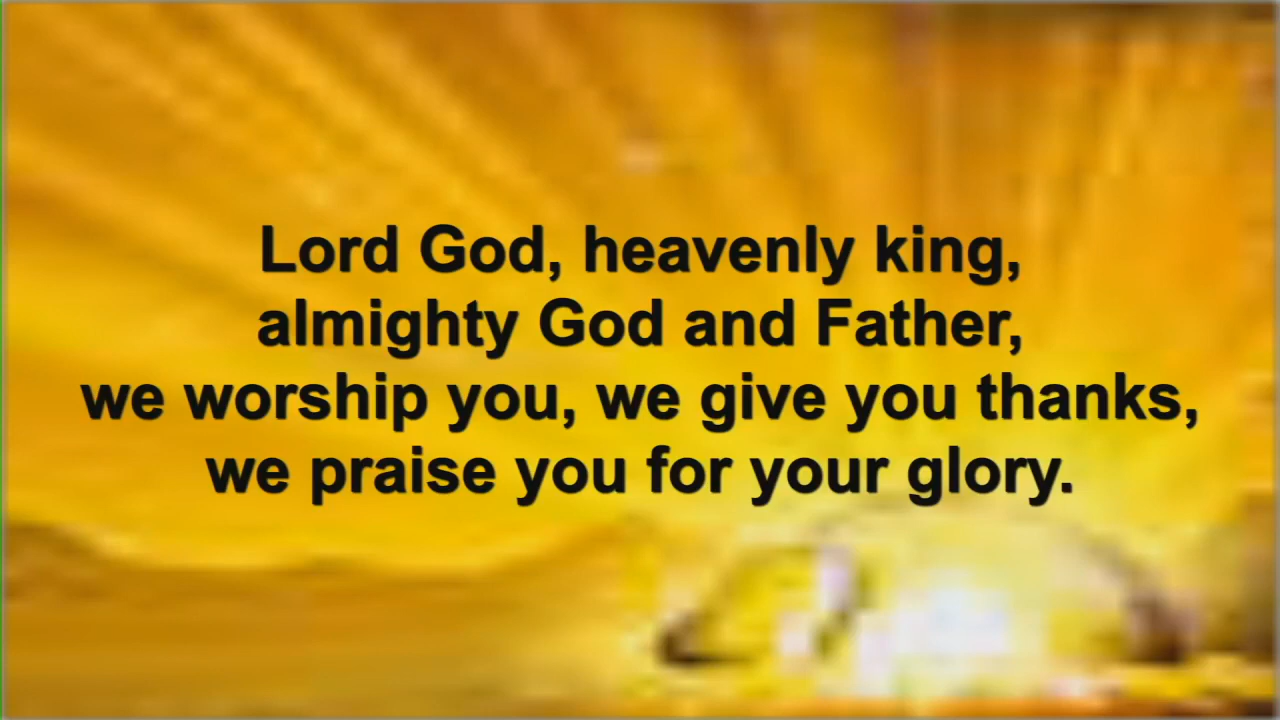 Lord God, heavenly king,
almighty God and Father,
we worship you, we give you thanks,
we praise you for your glory.